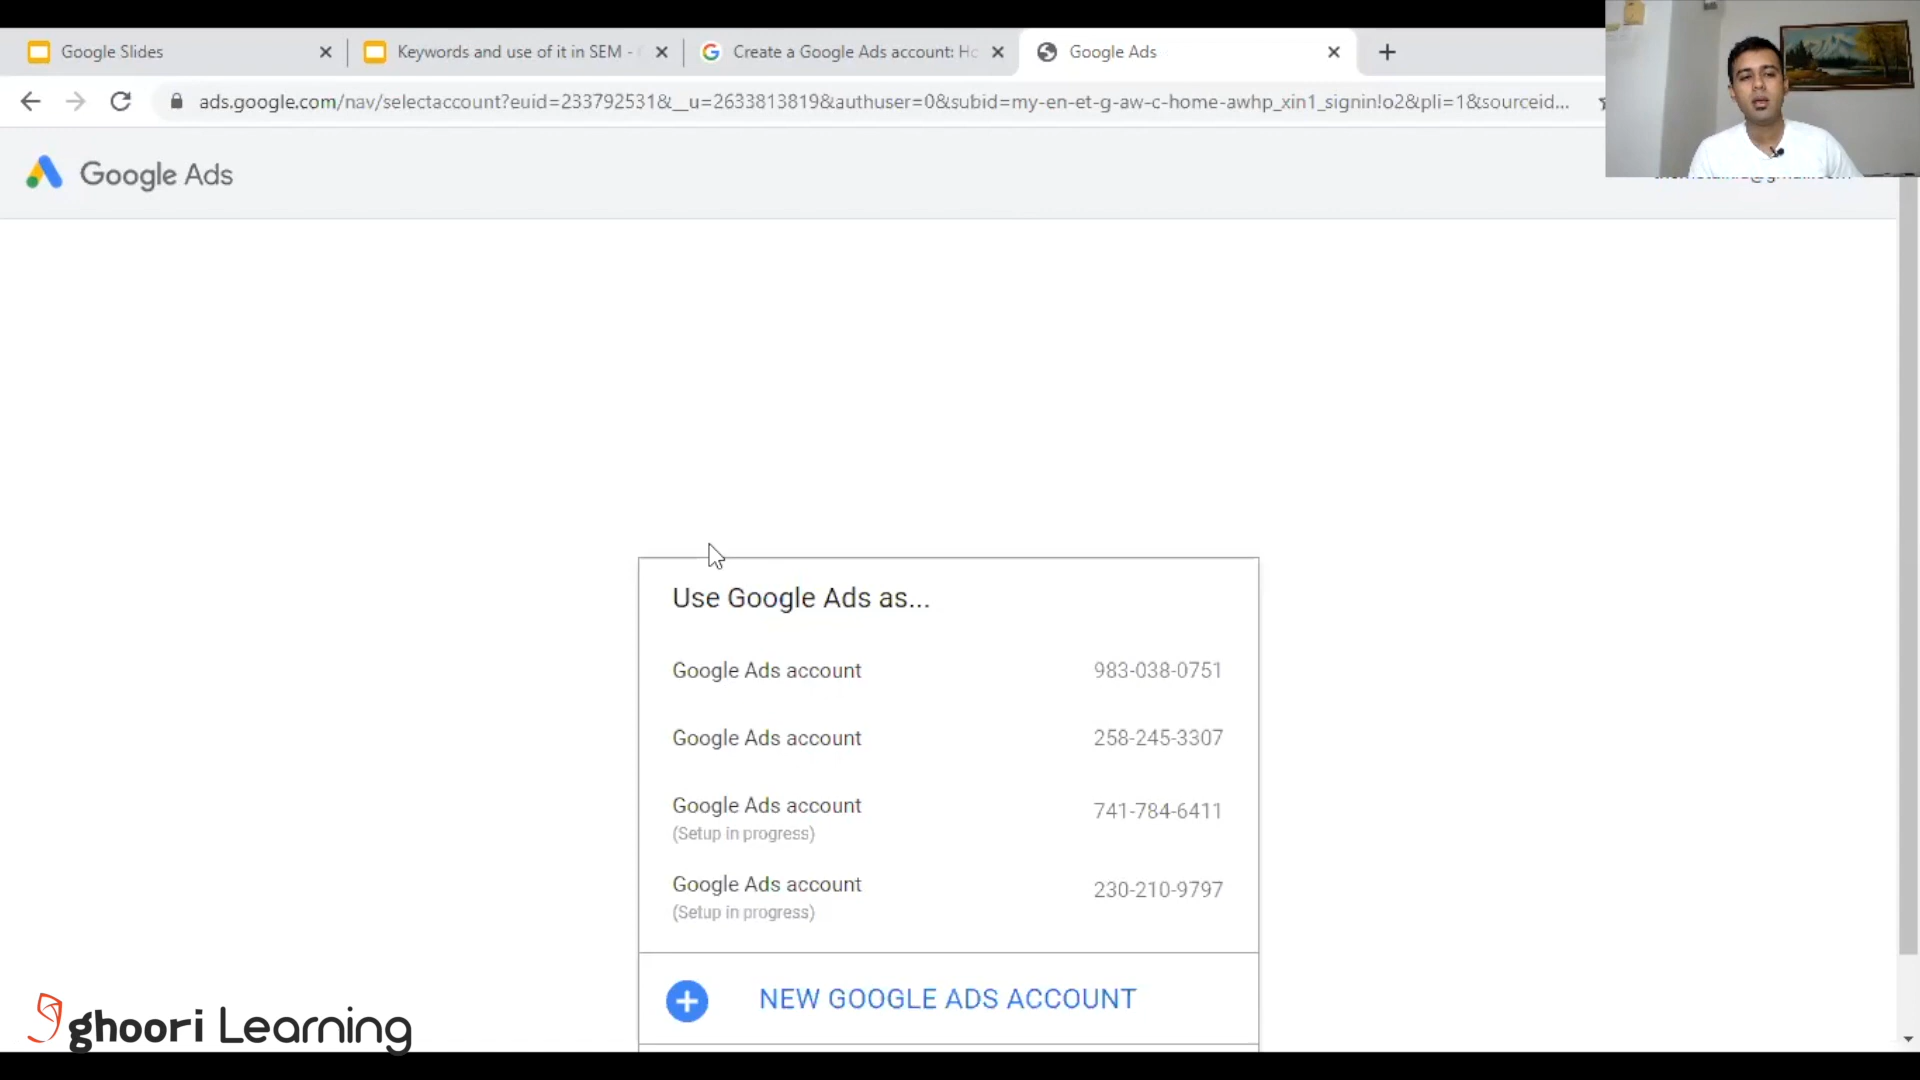 Google Slides
Keywords and use of it in SEM -
Create a Google Ads account: Ho
Google Ads
ads.google.com/nav/selectaccount?euid=233792531&__u=2633813819&authuser=0&subid=my-en-et-g-aw-c-home-awhp_xin1_signin!o2&pli=1&sourceid...
Google Ads
Use Google Ads as...
Google Ads account 983-038-0751
Google Ads account 258-245-3307
Google Ads account 741-784-6411
(Setup in progress)
Google Ads account 230-210-9797
(Setup in progress)
NEW GOOGLE ADS ACCOUNT
ghoori Learning